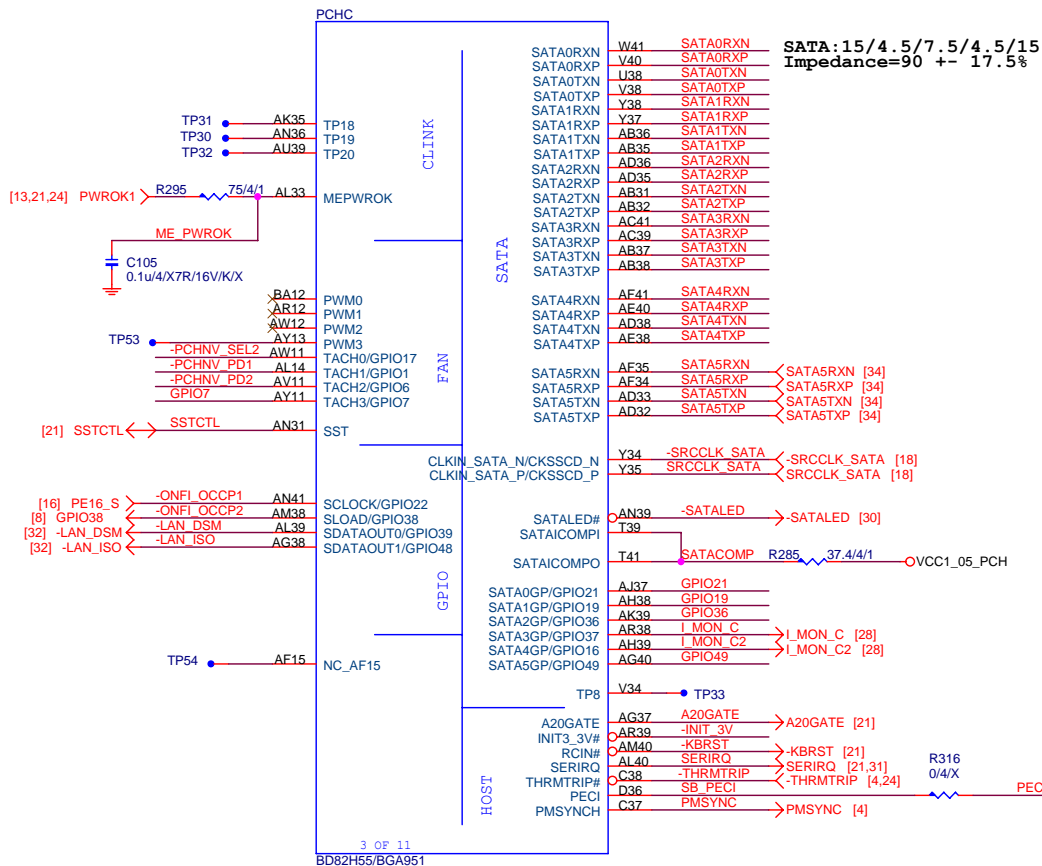 PCHC
SATA:15/4.5/7.5/4.5/15
Impedance=90 +- 17.5%
CLINK
SATA
FAN
GPIO
HOST
TP31 AK35 TP18
TP30 AN36 TP19
TP32 AU39 TP20
[13,21,24] PWROK1 R295 75/4/1 AL33 MEPWROK
ME_PWROK
C105
0.1u/4/X7R/16V/K/X
BA12 PWM0
AR12 PWM1
AW12 PWM2
TP53 AY13 PWM3
-PCHNV_SEL2 AW11 TACH0/GPIO17
-PCHNV_PD1 AL14 TACH1/GPIO1
-PCHNV_PD2 AV11 TACH2/GPIO6
GPIO7 AY11 TACH3/GPIO7
[21] SSTCTL SSTCTL AN31 SST
[16] PE16_S -ONFI_OCCP1 AN41 SCLOCK/GPIO22
[8] GPIO38 -ONFI_OCCP2 AM38 SLOAD/GPIO38
[32] -LAN_DSM -LAN_DSM AL39 SDATAOUT0/GPIO39
[32] -LAN_ISO -LAN_ISO AG38 SDATAOUT1/GPIO48
TP54 AF15 NC_AF15
SATA0RXN W41 SATA0RXN
SATA0RXP V40 SATA0RXP
SATA0TXN U38 SATA0TXN
SATA0TXP V38 SATA0TXP
SATA1RXN Y38 SATA1RXN
SATA1RXP Y37 SATA1RXP
SATA1TXN AB36 SATA1TXN
SATA1TXP AB35 SATA1TXP
SATA2RXN AD36 SATA2RXN
SATA2RXP AD35 SATA2RXP
SATA2TXN AB31 SATA2TXN
SATA2TXP AB32 SATA2TXP
SATA3RXN AC41 SATA3RXN
SATA3RXP AC39 SATA3RXP
SATA3TXN AB37 SATA3TXN
SATA3TXP AB38 SATA3TXP
SATA4RXN AF41 SATA4RXN
SATA4RXP AE40 SATA4RXP
SATA4TXN AD38 SATA4TXN
SATA4TXP AE38 SATA4TXP
SATA5RXN AF35 SATA5RXN SATA5RXN [34]
SATA5RXP AF34 SATA5RXP SATA5RXP [34]
SATA5TXN AD33 SATA5TXN SATA5TXN [34]
SATA5TXP AD32 SATA5TXP SATA5TXP [34]
CLKIN_SATA_N/CKSSCD_N Y34 -SRCCLK_SATA -SRCCLK_SATA [18]
CLKIN_SATA_P/CKSSCD_P Y35 SRCCLK_SATA SRCCLK_SATA [18]
SATALED# AN39 -SATALED -SATALED [30]
SATAICOMPI T39
SATAICOMPO T41 SATACOMP R285 37.4/4/1 VCC1_05_PCH
SATA0GP/GPIO21 AJ37 GPIO21
SATA1GP/GPIO19 AH38 GPIO19
SATA2GP/GPIO36 AK39 GPIO36
SATA3GP/GPIO37 AR38 I_MON_C I_MON_C [28]
SATA4GP/GPIO16 AH39 I_MON_C2 I_MON_C2 [28]
SATA5GP/GPIO49 AG40 GPIO49
TP8 V34 TP33
A20GATE AG37 A20GATE A20GATE [21]
INIT3_3V# AR39 -INIT_3V
RCIN# AM40 -KBRST -KBRST [21]
SERIRQ AL40 SERIRQ SERIRQ [21,31]
THRMTRIP# C38 -THRMTRIP -THRMTRIP [4,24]
PECI D36 SB_PECI R316 0/4/X PEC
PMSYNCH C37 PMSYNC PMSYNC [4]
3 OF 11
BD82H55/BGA951